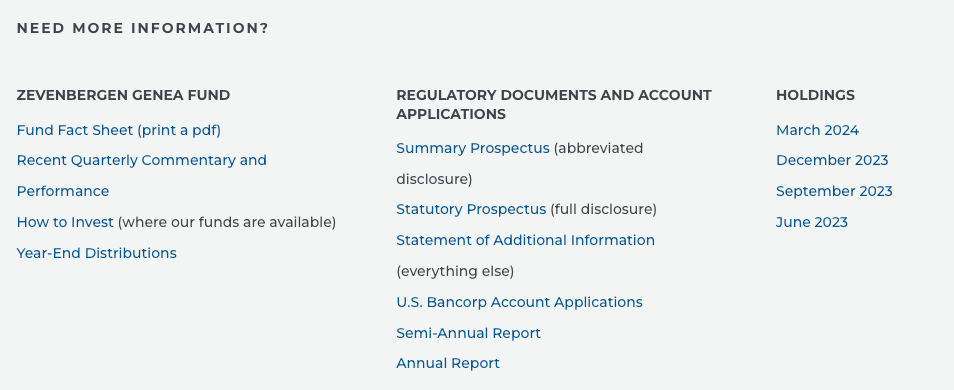 NEED MORE INFORMATION?
ZEVENBERGEN GENEA FUND
Fund Fact Sheet (print a pdf)
Recent Quarterly Commentary and
Performance
How to Invest (where our funds are available)
Year-End Distributions
REGULATORY DOCUMENTS AND ACCOUNT
APPLICATIONS
Summary Prospectus (abbreviated
disclosure)
Statutory Prospectus (full disclosure)
Statement of Additional Information
(everything else)
U.S. Bancorp Account Applications
Semi-Annual Report
Annual Report
HOLDINGS
March 2024
December 2023
September 2023
June 2023